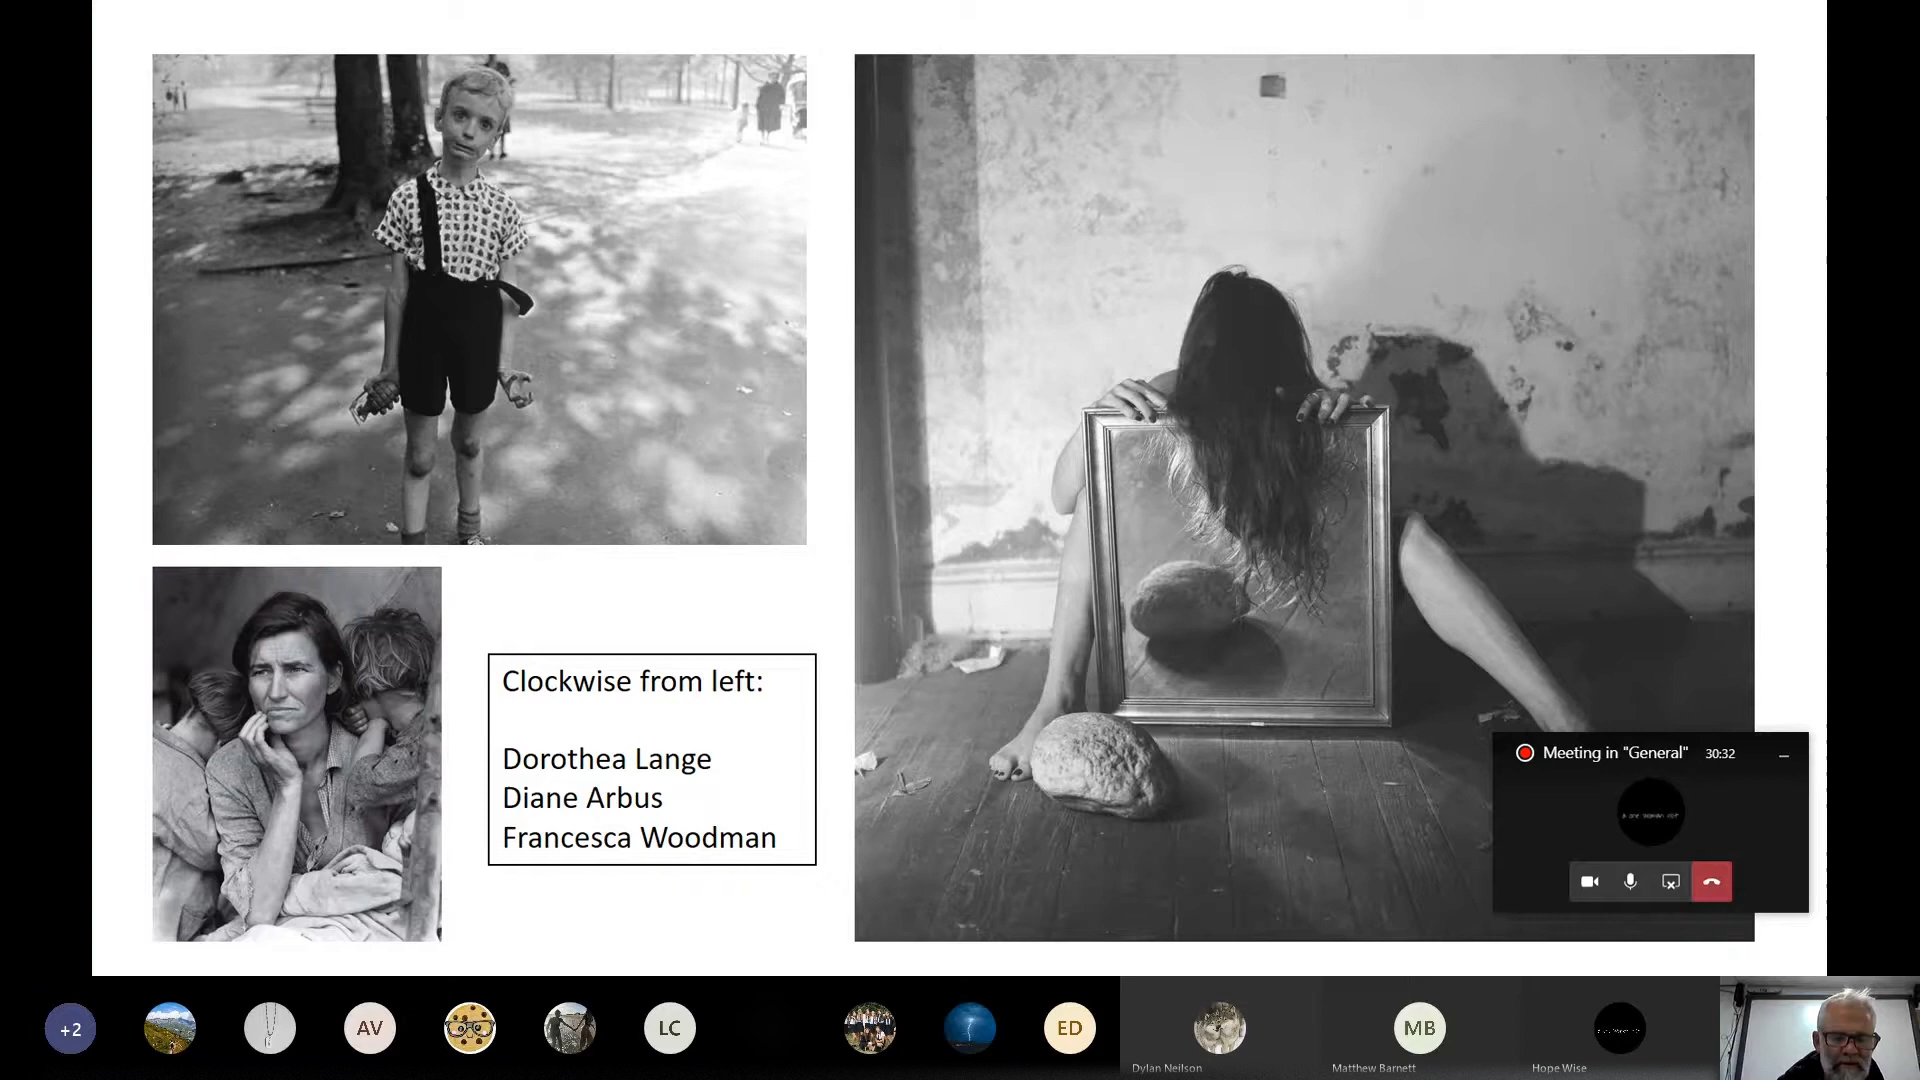 Clockwise from left:
Dorothea Lange
Diane Arbus
Francesca Woodman
Meeting in "General" 30:32
+2
AV
LC
ED
MB
Dylan Neilson
Matthew Barnett
Hope Wise